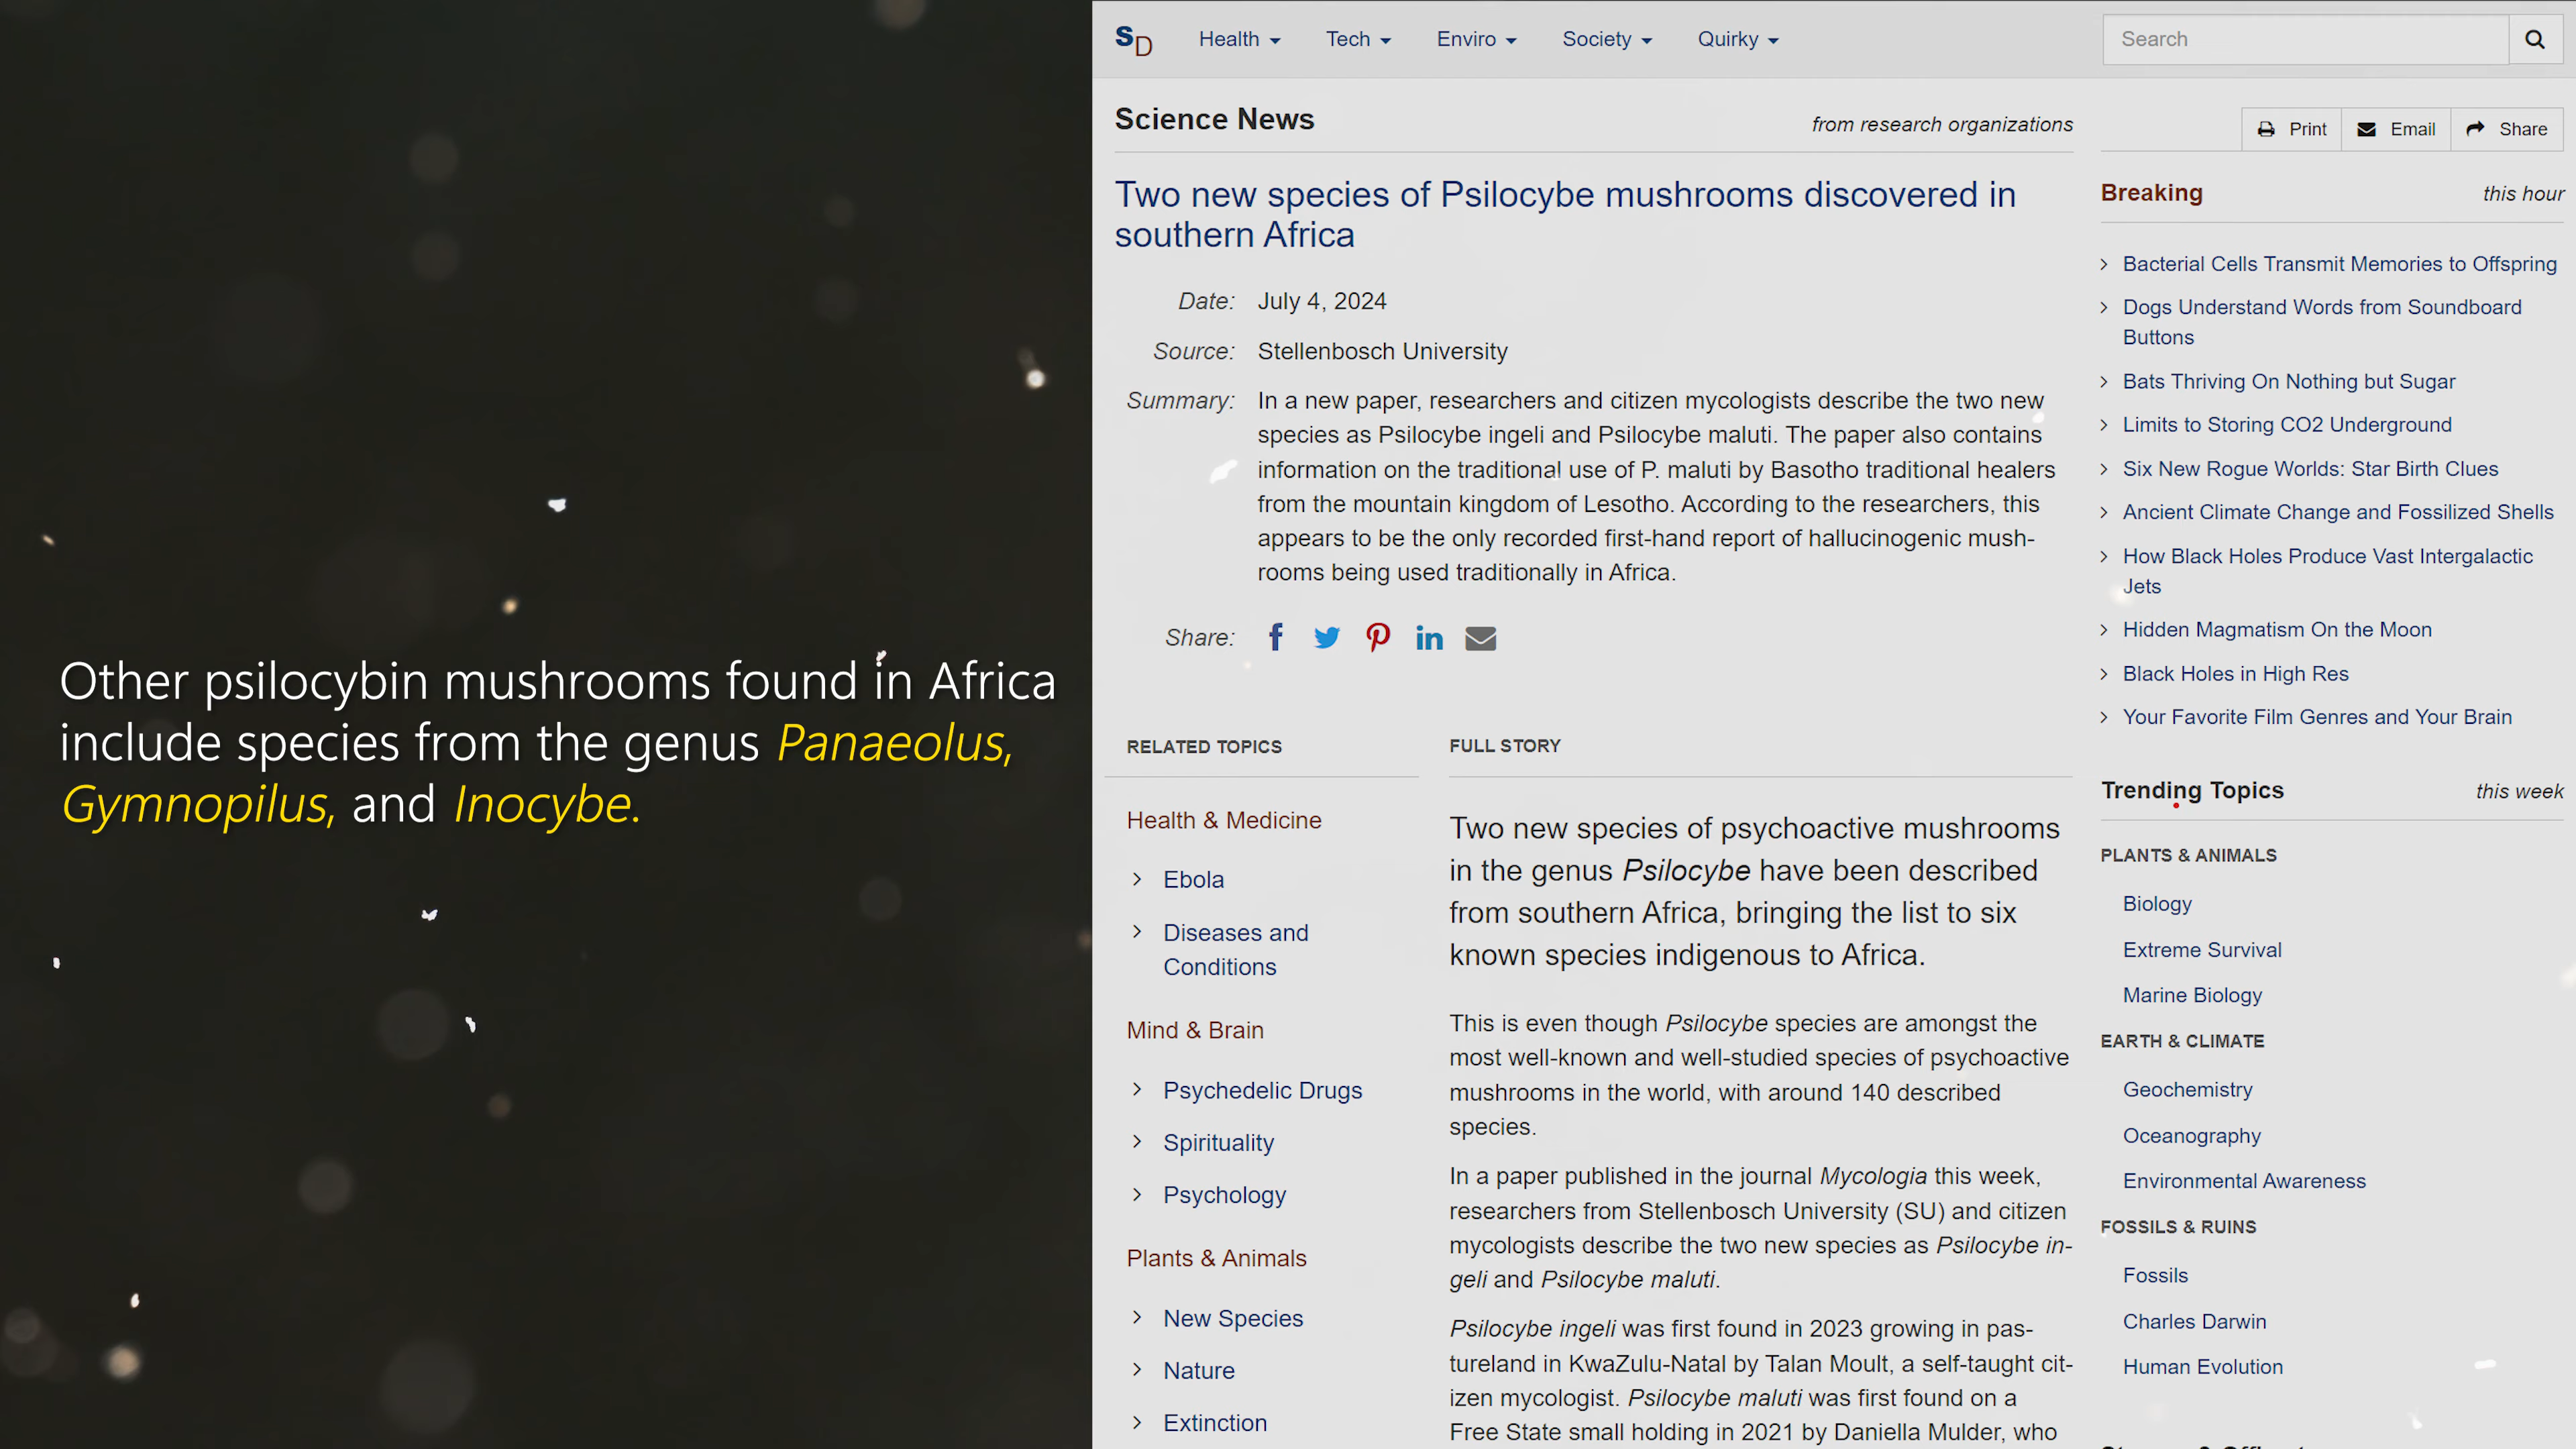 Other psilocybin mushrooms found in Africa
include species from the genus Panaeolus,
Gymnopilus, and Inocybe.
SD
Health
Tech
Enviro
Society
Quirky
Search
Science News
from research organizations
Two new species of Psilocybe mushrooms discovered in
southern Africa
Date: July 4, 2024
Source: Stellenbosch University
Summary: In a new paper, researchers and citizen mycologists describe the two new
species as Psilocybe ingeli and Psilocybe maluti. The paper also contains
information on the traditional use of P. maluti by Basotho traditional healers
from the mountain kingdom of Lesotho. According to the researchers, this
appears to be the only recorded first-hand report of hallucinogenic mush-
rooms being used traditionally in Africa.
Share:
RELATED TOPICS
Health & Medicine
Ebola
Diseases and
Conditions
Mind & Brain
Psychedelic Drugs
Spirituality
Psychology
Plants & Animals
New Species
Nature
Extinction
FULL STORY
Two new species of psychoactive mushrooms
in the genus Psilocybe have been described
from southern Africa, bringing the list to six
known species indigenous to Africa.
This is even though Psilocybe species are amongst the
most well-known and well-studied species of psychoactive
mushrooms in the world, with around 140 described
species.
In a paper published in the journal Mycologia this week,
researchers from Stellenbosch University (SU) and citizen
mycologists describe the two new species as Psilocybe in-
geli and Psilocybe maluti.
Psilocybe ingeli was first found in 2023 growing in pas-
tureland in KwaZulu-Natal by Talan Moult, a self-taught cit-
izen mycologist. Psilocybe maluti was first found on a
Free State small holding in 2021 by Daniella Mulder, who
Print
Email
Share
Breaking
this hour
Bacterial Cells Transmit Memories to Offspring
Dogs Understand Words from Soundboard
Buttons
Bats Thriving On Nothing but Sugar
Limits to Storing CO2 Underground
Six New Rogue Worlds: Star Birth Clues
Ancient Climate Change and Fossilized Shells
How Black Holes Produce Vast Intergalactic
Jets
Hidden Magmatism On the Moon
Black Holes in High Res
Your Favorite Film Genres and Your Brain
Trending Topics
this week
PLANTS & ANIMALS
Biology
Extreme Survival
Marine Biology
EARTH & CLIMATE
Geochemistry
Oceanography
Environmental Awareness
FOSSILS & RUINS
Fossils
Charles Darwin
Human Evolution